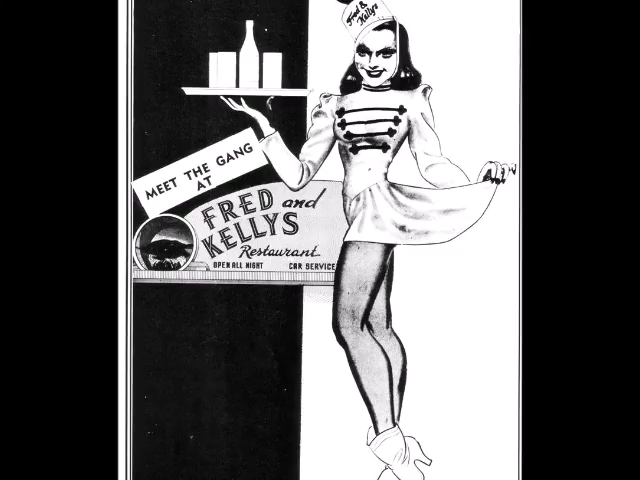 Fred &
Kellys
MEET THE GANG
AT
FRED and
KELLYS
Restaurant
OPEN ALL NIGHT CAR SERVICE